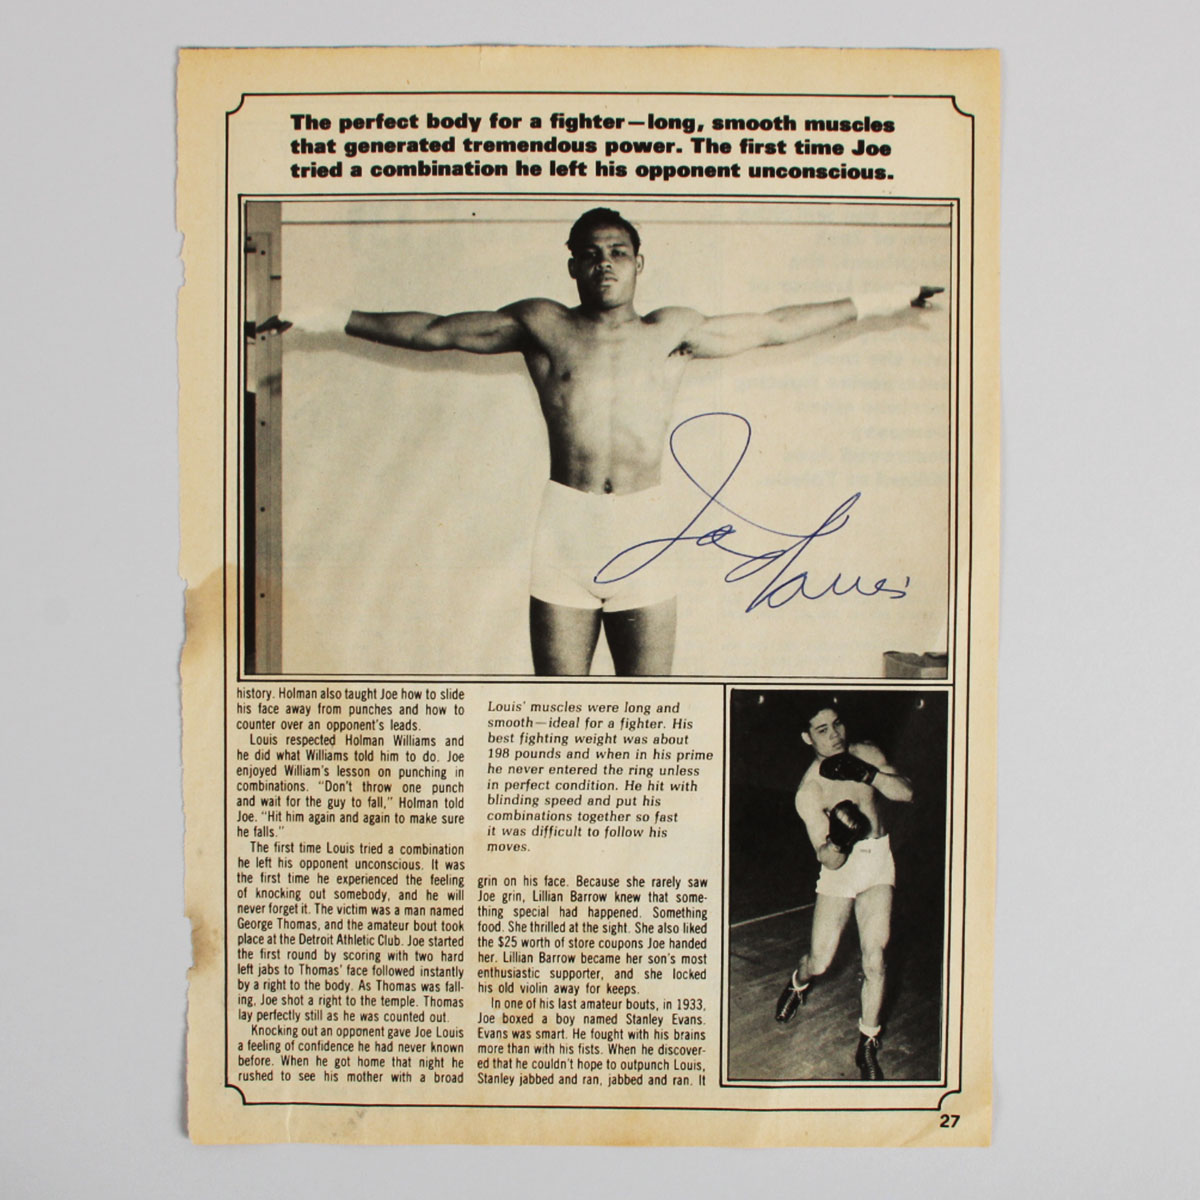 The perfect body for a fighter—long, smooth muscles
that generated tremendous power. The first time Joe
tried a combination he left his opponent unconscious.
Joe Louis
history. Holman also taught Joe how to slide
his face away from punches and how to
counter over an opponent's leads.
Louis respected Holman Williams and
he did what Williams told him to do. Joe
enjoyed William's lesson on punching in
combinations. "Don't throw one punch
and wait for the guy to fall," Holman told
Joe. "Hit him again and again to make sure
he falls."
The first time Louis tried a combination
he left his opponent unconscious. It was
the first time he experienced the feeling
of knocking out somebody, and he will
never forget it. The victim was a man named
George Thomas, and the amateur bout took
place at the Detroit Athletic Club. Joe started
the first round by scoring with two hard
left jabs to Thomas' face followed instantly
by a right to the body. As Thomas was fall-
ing, Joe shot a right to the temple. Thomas
lay perfectly still as he was counted out.
Knocking out an opponent gave Joe Louis
a feeling of confidence he had never known
before. When he got home that night he
rushed to see his mother with a broad
Louis' muscles were long and
smooth—ideal for a fighter. His
best fighting weight was about
198 pounds and when in his prime
he never entered the ring unless
in perfect condition. He hit with
blinding speed and put his
combinations together so fast
it was difficult to follow his
moves.
grin on his face. Because she rarely saw
Joe grin, Lillian Barrow knew that some-
thing special had happened. Something
food. She thrilled at the sight. She also liked
the $25 worth of store coupons Joe handed
her. Lillian Barrow became her son's most
enthusiastic supporter, and she locked
his old violin away for keeps.
In one of his last amateur bouts, in 1933,
Joe boxed a boy named Stanley Evans.
Evans was smart. He fought with his brains
more than with his fists. When he discover-
ed that he couldn't hope to outpunch Louis,
Stanley jabbed and ran, jabbed and ran. It
27